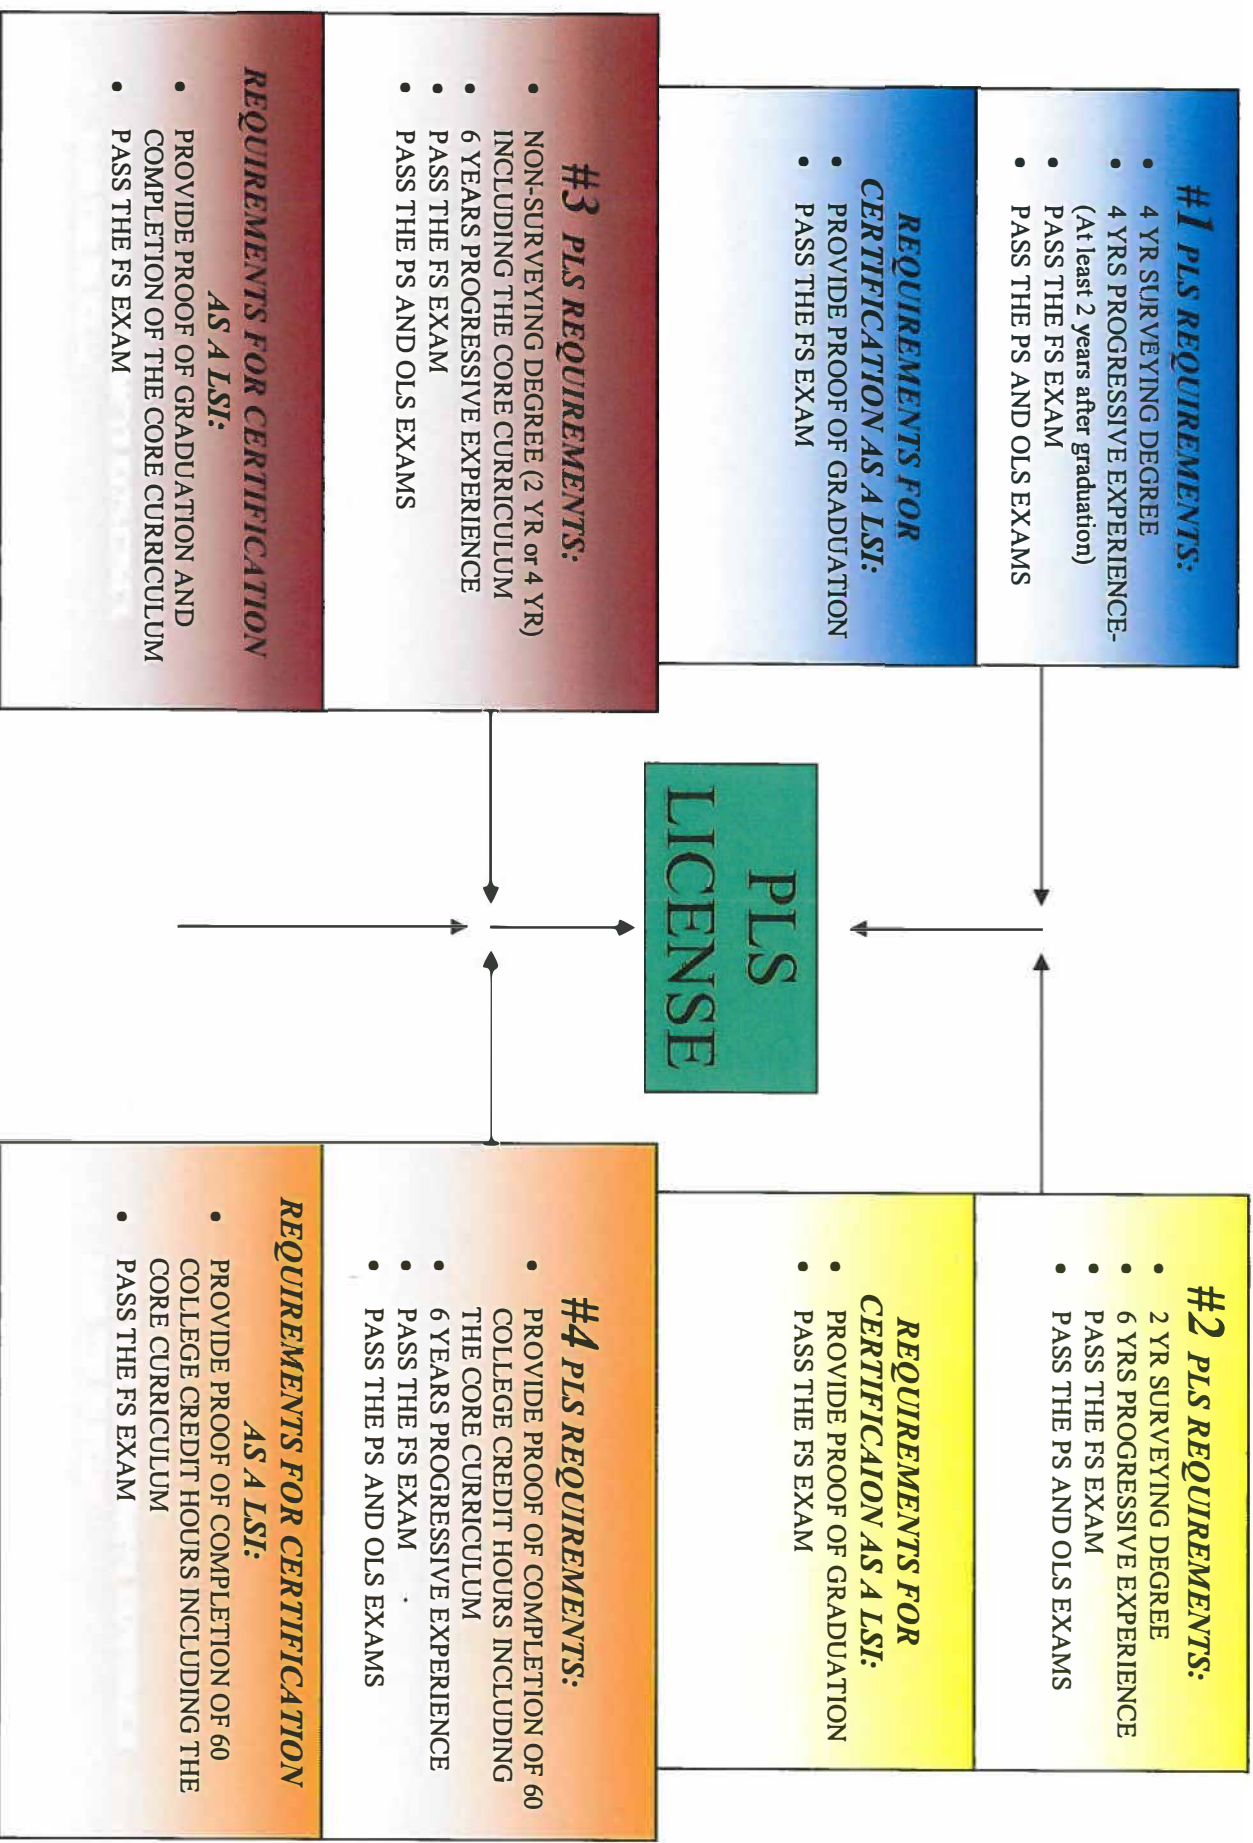 #1 PLS REQUIREMENTS:
• 4 YR SURVEYING DEGREE
• 4 YRS PROGRESSIVE EXPERIENCE-
(At least 2 years after graduation)
• PASS THE FS EXAM
• PASS THE PS AND OLS EXAMS
REQUIREMENTS FOR
CERTIFICATION AS A LSI:
• PROVIDE PROOF OF GRADUATION
• PASS THE FS EXAM
#2 PLS REQUIREMENTS:
• 2 YR SURVEYING DEGREE
• 6 YRS PROGRESSIVE EXPERIENCE
• PASS THE FS EXAM
• PASS THE PS AND OLS EXAMS
REQUIREMENTS FOR
CERTIFICAION AS A LSI:
• PROVIDE PROOF OF GRADUATION
• PASS THE FS EXAM
PLS
LICENSE
#3 PLS REQUIREMENTS:
• NON-SURVEYING DEGREE (2 YR or 4 YR)
INCLUDING THE CORE CURRICULUM
• 6 YEARS PROGRESSIVE EXPERIENCE
• PASS THE FS EXAM
• PASS THE PS AND OLS EXAMS
REQUIREMENTS FOR CERTIFICATION
AS A LSI:
• PROVIDE PROOF OF GRADUATION AND
COMPLETION OF THE CORE CURRICULUM
• PASS THE FS EXAM
#4 PLS REQUIREMENTS:
• PROVIDE PROOF OF COMPLETION OF 60
COLLEGE CREDIT HOURS INCLUDING
THE CORE CURRICULUM
• 6 YEARS PROGRESSIVE EXPERIENCE
• PASS THE FS EXAM
• PASS THE PS AND OLS EXAMS
REQUIREMENTS FOR CERTIFICATION
AS A LSI:
• PROVIDE PROOF OF COMPLETION OF 60
COLLEGE CREDIT HOURS INCLUDING THE
CORE CURRICULUM
• PASS THE FS EXAM